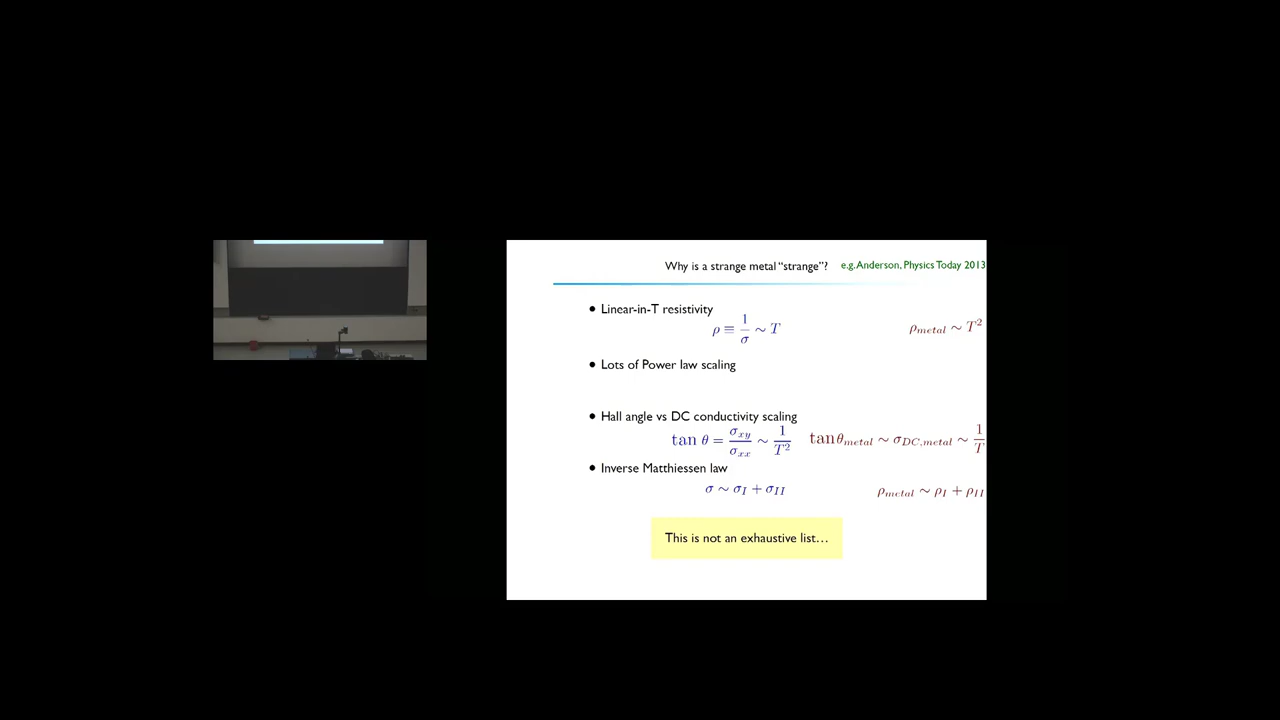 Why is a strange metal “strange”? e.g. Anderson, Physics Today 2013
• Linear-in-T resistivity
ρ ≡ 1/σ ∼ T ρ_metal ∼ T²
• Lots of Power law scaling
• Hall angle vs DC conductivity scaling
tan θ = σ_xy/σ_xx ∼ 1/T² tan θ_metal ∼ σ_DC,metal ∼ 1/T
• Inverse Matthiessen law
σ ∼ σ_I + σ_II ρ_metal ∼ ρ_I + ρ_II
This is not an exhaustive list…